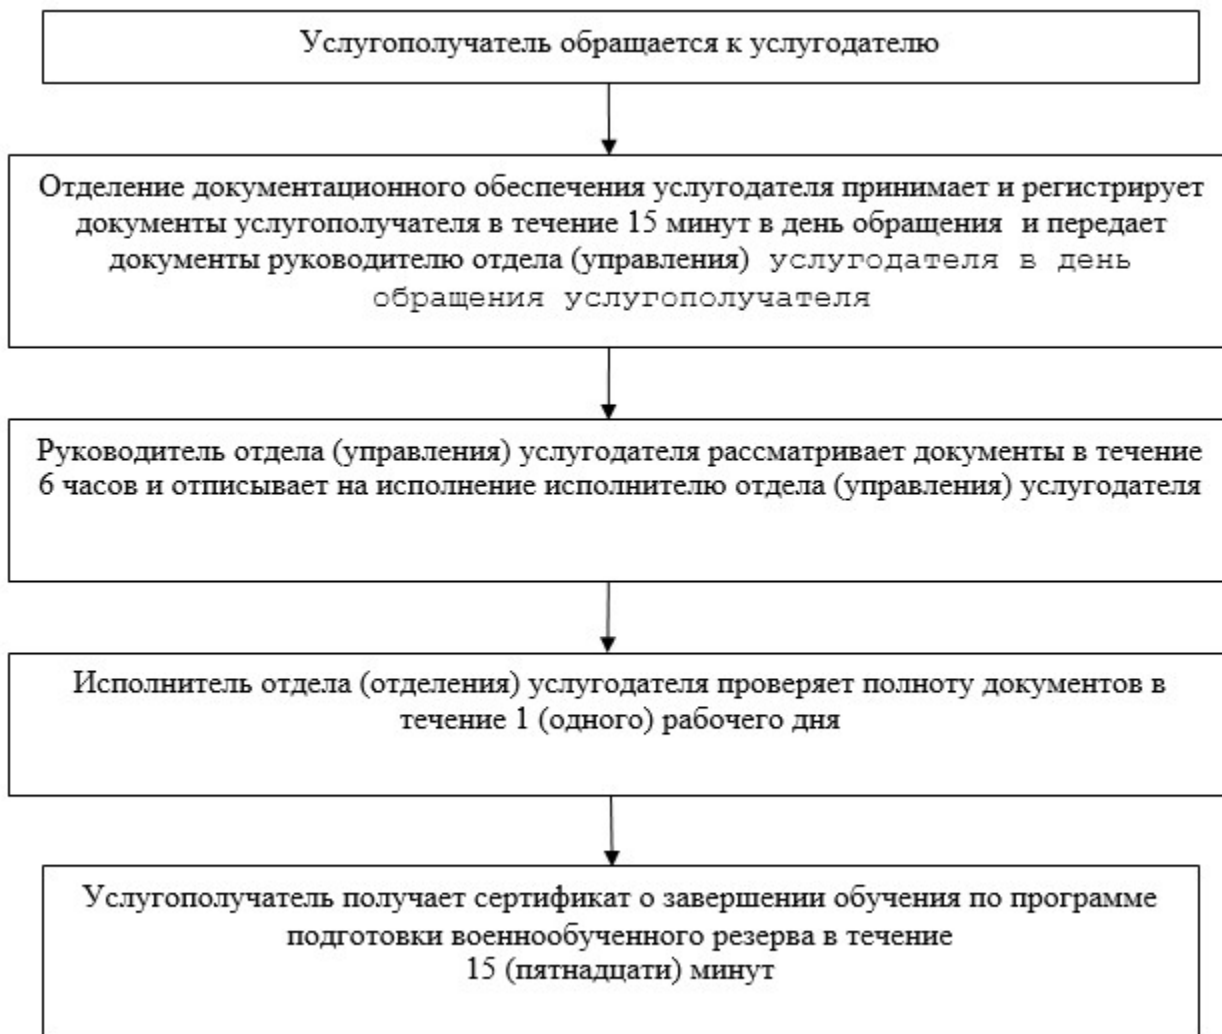 Услугополучатель обращается к услугодателю
Отделение документационного обеспечения услугодателя принимает и регистрирует
документы услугополучателя в течение 15 минут в день обращения и передает
документы руководителю отдела (управления) услугодателя в день
обращения услугополучателя
Руководитель отдела (управления) услугодателя рассматривает документы в течение
6 часов и отписывает на исполнение исполнителю отдела (управления) услугодателя
Исполнитель отдела (отделения) услугодателя проверяет полноту документов в
течение 1 (одного) рабочего дня
Услугополучатель получает сертификат о завершении обучения по программе
подготовки военнообученного резерва в течение
15 (пятнадцати) минут